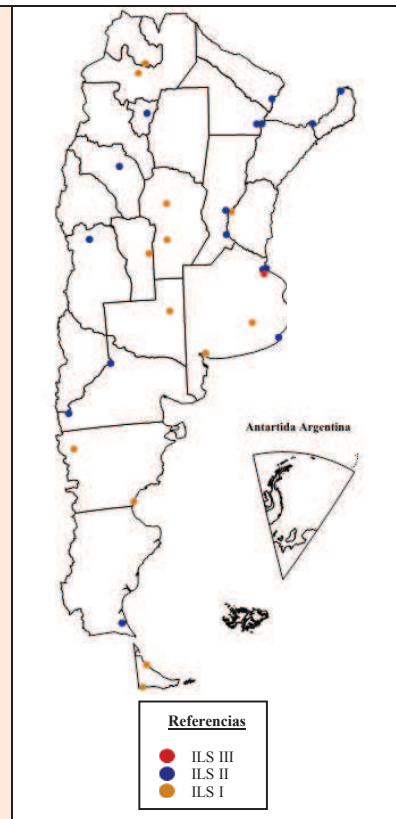 Antartida Argentina
Referencias
ILS III
ILS II
ILS I